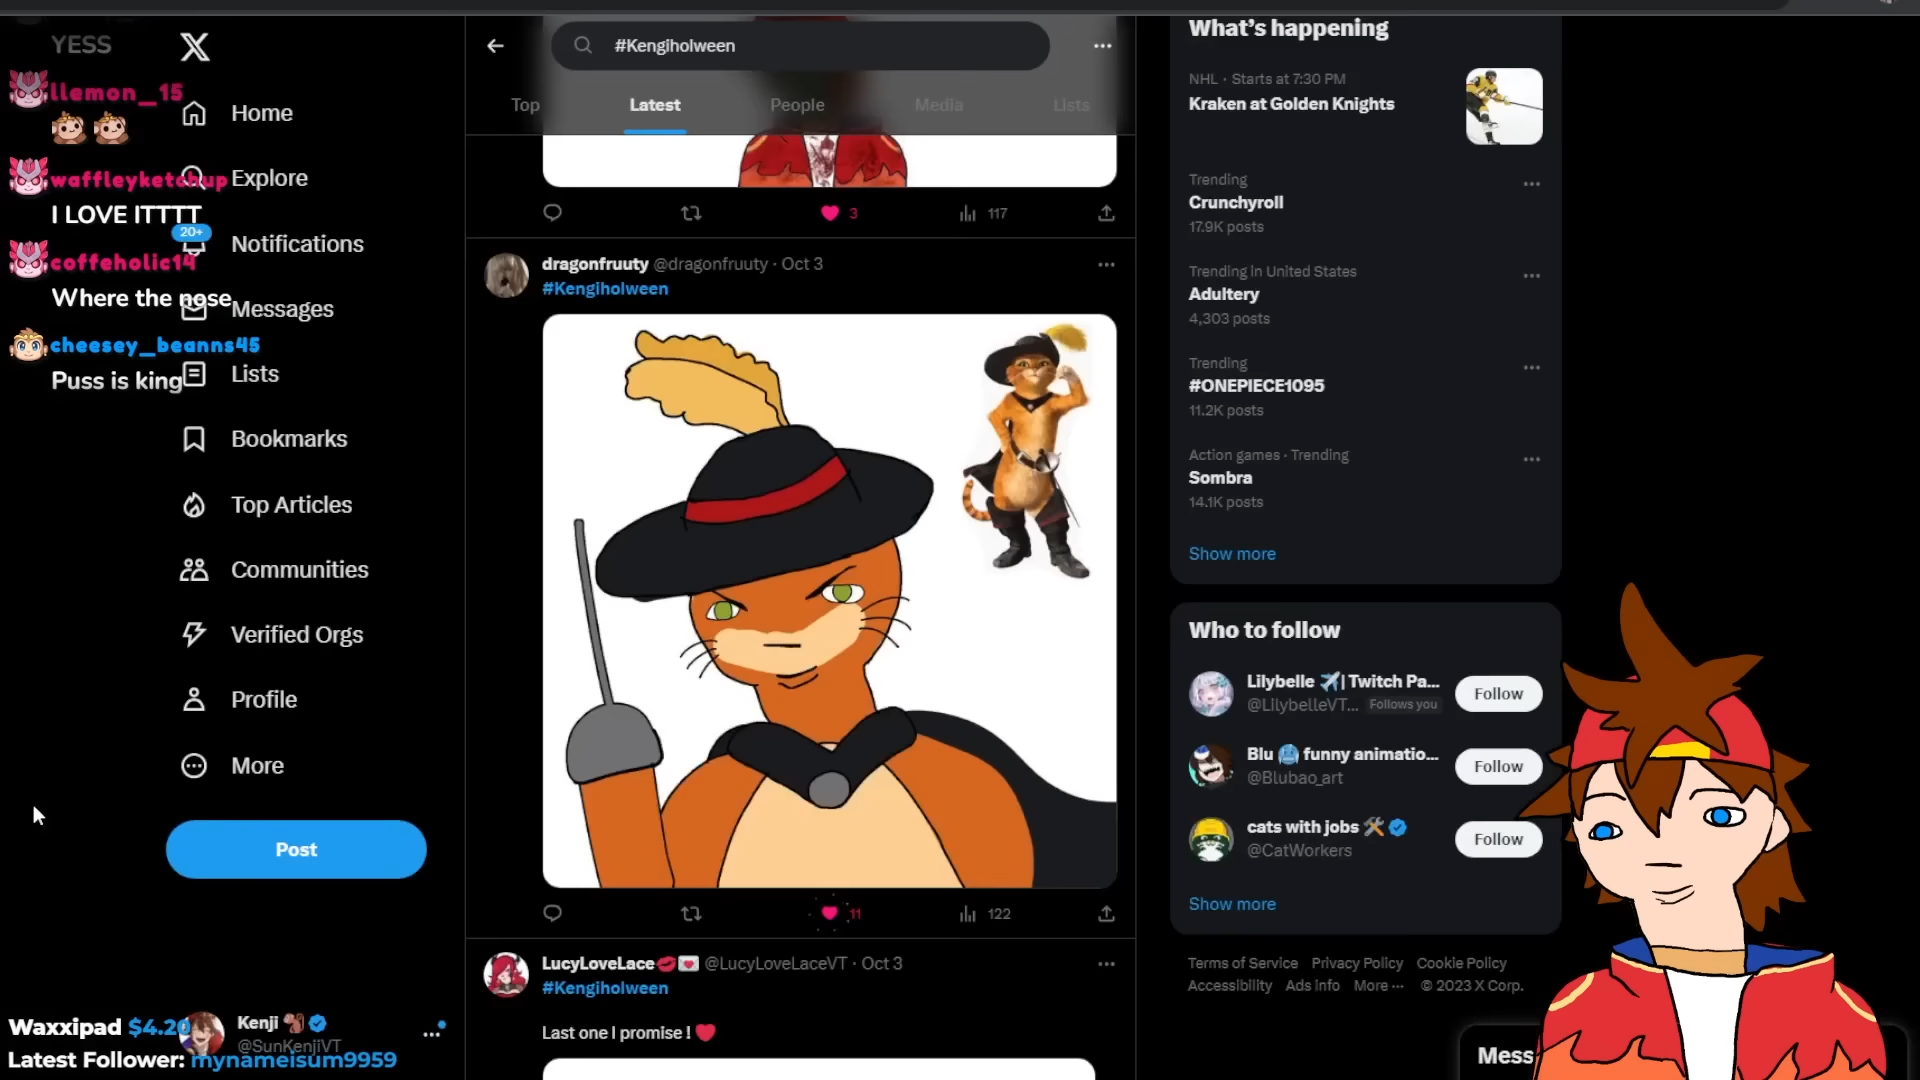 YESS
llemon_15
waffleyketchup
I LOVE ITTTT
coffeholic14
Where the nose
cheesey_beanns45
Puss is king
Home
Explore
20+
Notifications
Messages
Lists
Bookmarks
Top Articles
Communities
Verified Orgs
Profile
More
Post
Waxxipad $4.20
Kenji
@SunKenjiVT
Latest Follower: mynameisum9959
#Kengiholween
Top
Latest
People
Media
Lists
3
117
dragonfruuty @dragonfruuty · Oct 3
#Kengiholween
11
122
LucyLoveLace @LucyLoveLaceVT · Oct 3
#Kengiholween
Last one I promise !
What's happening
NHL · Starts at 7:30 PM
Kraken at Golden Knights
Trending
Crunchyroll
17.9K posts
Trending in United States
Adultery
4,303 posts
Trending
#ONEPIECE1095
11.2K posts
Action games · Trending
Sombra
14.1K posts
Show more
Who to follow
Lilybelle | Twitch Pa...
@LIlybelleVT... Follows you
Follow
Blu funny animatio...
@Blubao_art
Follow
cats with jobs
@CatWorkers
Follow
Show more
Terms of Service Privacy Policy Cookie Policy
Accessibility Ads info More ··· © 2023 X Corp.
Mess